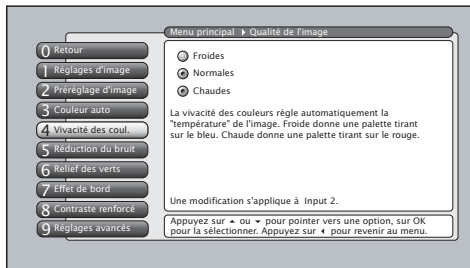 Menu principal ▸ Qualité de l'image
0 Retour
1 Réglages d'image
2 Préréglage d'image
3 Couleur auto
4 Vivacité des coul.
5 Réduction du bruit
6 Relief des verts
7 Effet de bord
8 Contraste renforcé
9 Réglages avancés
Froides
Normales
Chaudes
La vivacité des couleurs règle automatiquement la
"température" de l'image. Froide donne une palette tirant
sur le bleu. Chaude donne une palette tirant sur le rouge.
Une modification s'applique à Input 2.
Appuyez sur ▴ ou ▾ pour pointer vers une option, sur OK
pour la sélectionner. Appuyez sur ◂ pour revenir au menu.